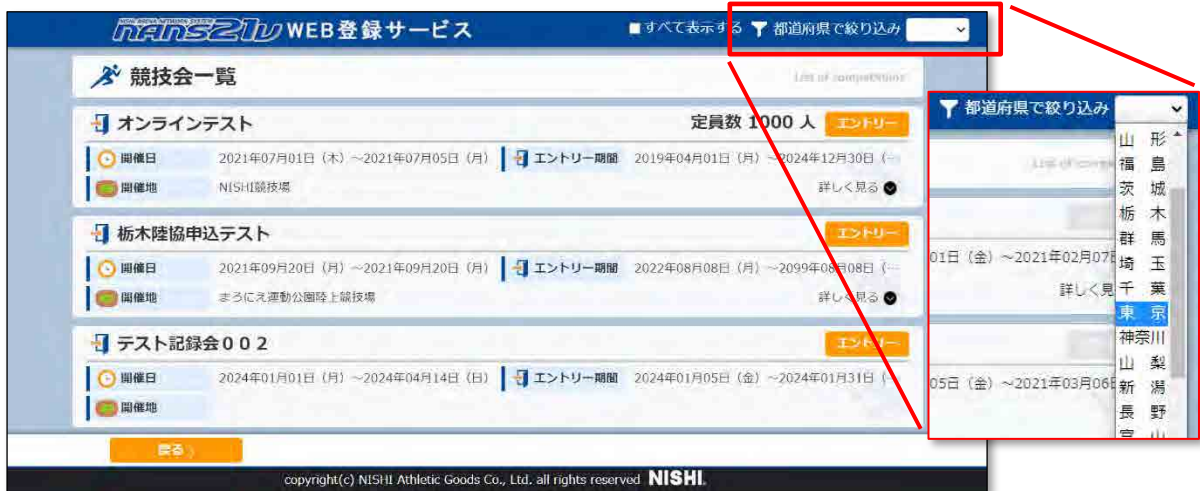 NISHI ARENA NETWORK SYSTEM
nans21v WEB登録サービス
■すべて表示する 都道府県で絞り込み
競技会一覧
List of competitions
オンラインテスト 定員数 1000 人 エントリー
開催日 2021年07月01日（木）～2021年07月05日（月） エントリー期間 2019年04月01日（月）～2024年12月30日（…
開催地 NISHI競技場 詳しく見る
栃木陸協申込テスト エントリー
開催日 2021年09月20日（月）～2021年09月20日（月） エントリー期間 2022年08月08日（月）～2099年08月08日（…
開催地 まろにえ運動公園陸上競技場 詳しく見る
テスト記録会００２ エントリー
開催日 2024年01月01日（月）～2024年04月14日（日） エントリー期間 2024年01月05日（金）～2024年01月31日（…
開催地
戻る
copyright(c) NISHI Athletic Goods Co., Ltd. all rights reserved NISHI.
都道府県で絞り込み
山 形
福 島
茨 城
栃 木
群 馬
埼 玉
千 葉
東 京
神奈川
山 梨
新 潟
長 野
富 山
01日（金）～2021年02月07日
詳しく見
05日（金）～2021年03月06日